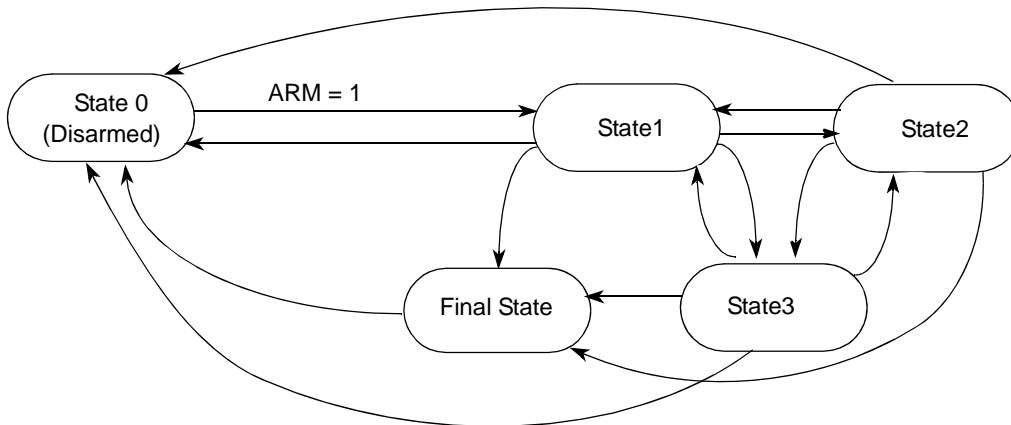 State 0
(Disarmed)
ARM = 1
State1
State2
Final State
State3